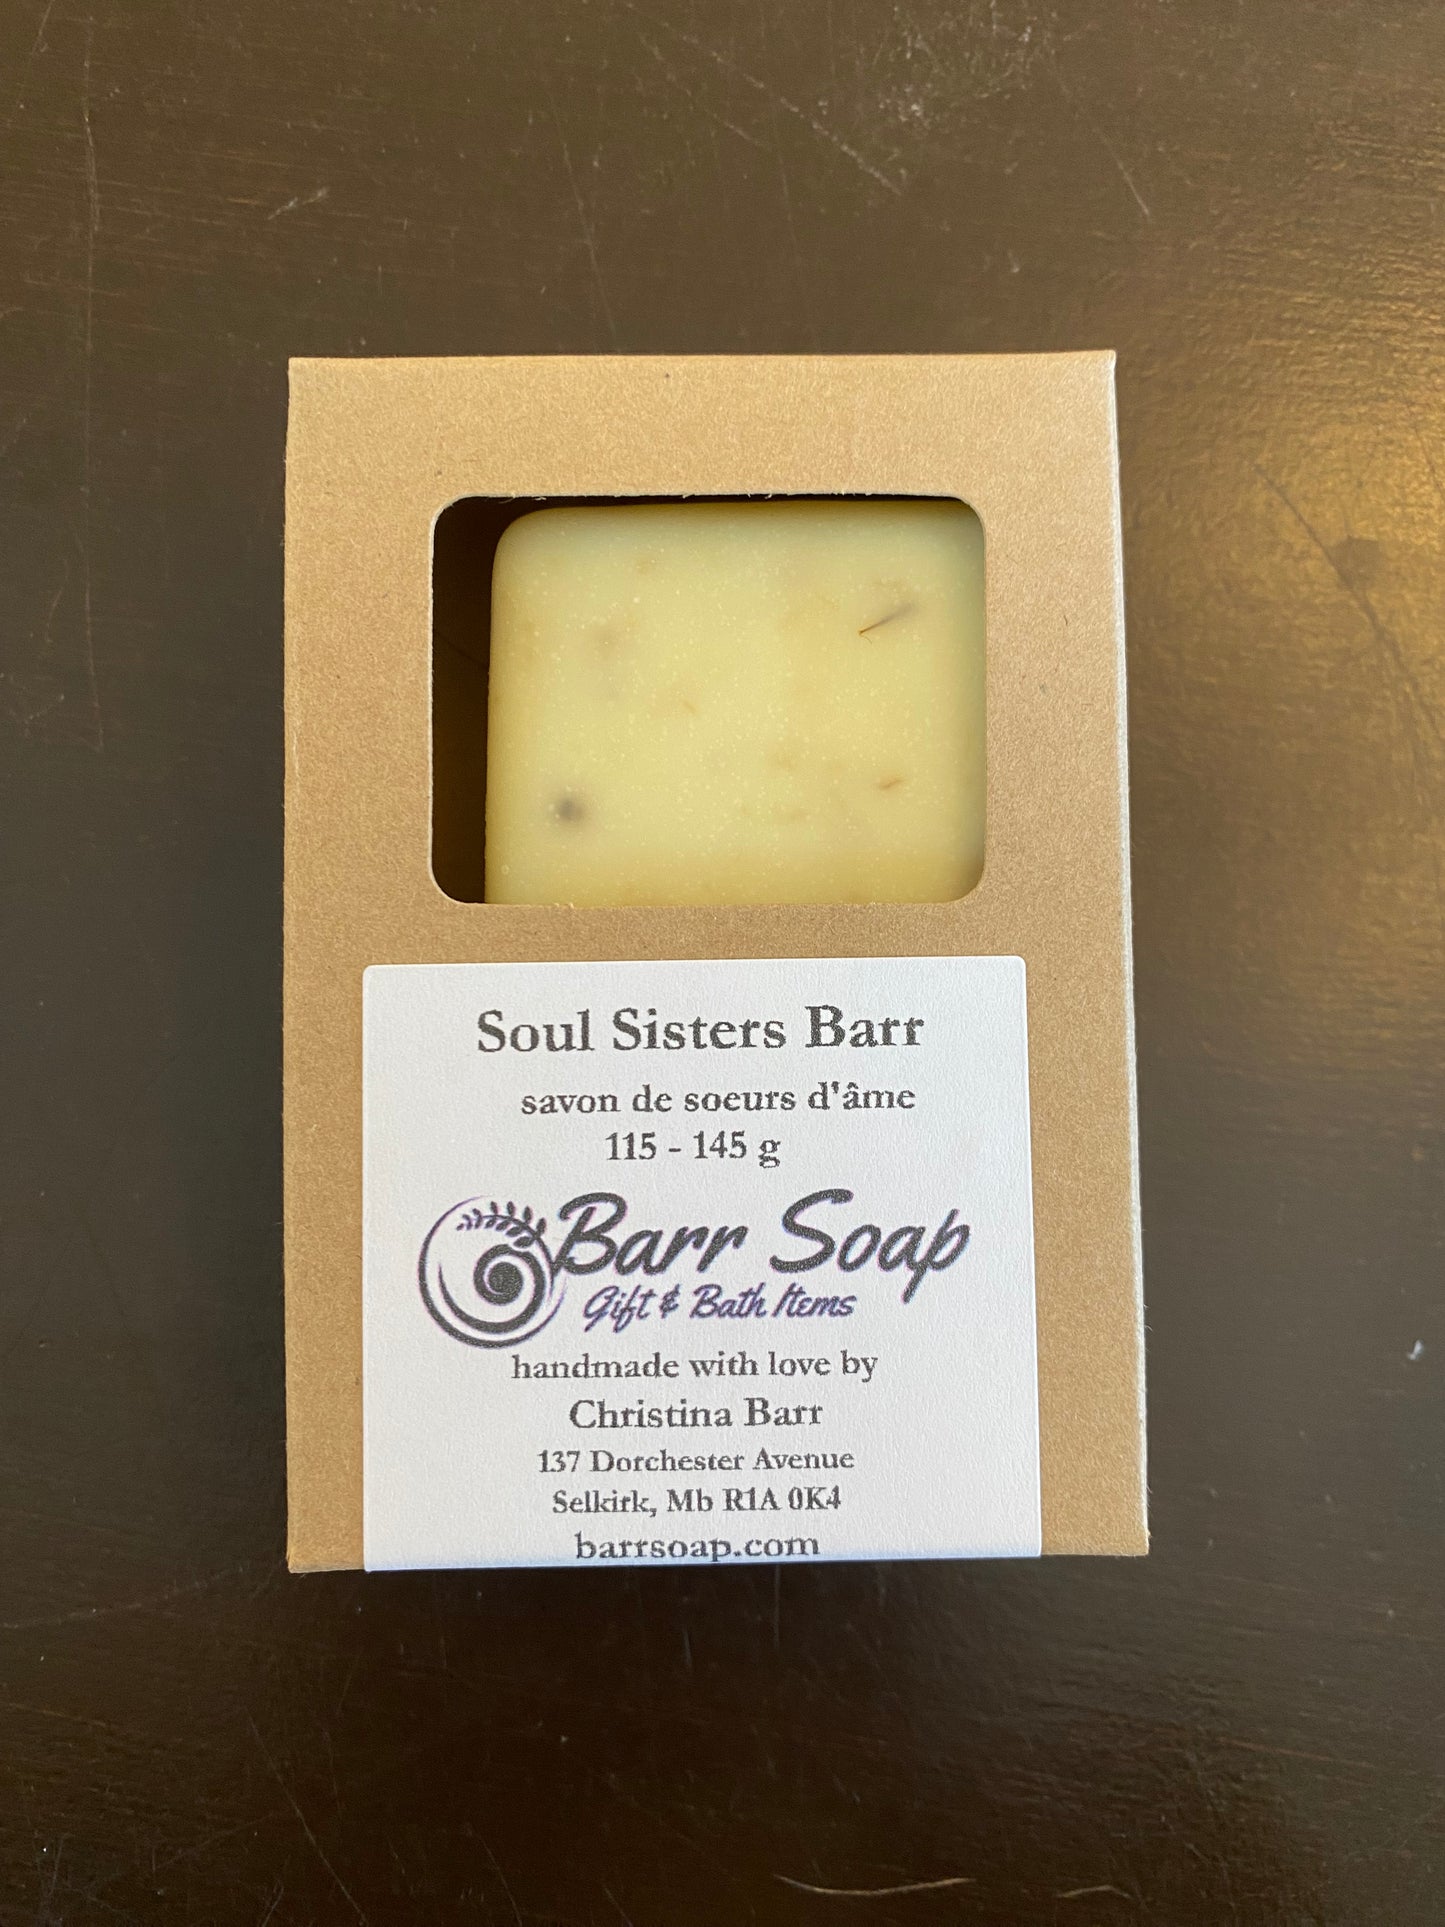 Soul Sisters Barr
savon de soeurs d'âme
115 - 145 g
Barr Soap
Gift & Bath Items
handmade with love by
Christina Barr
137 Dorchester Avenue
Selkirk, Mb R1A 0K4
barrsoap.com